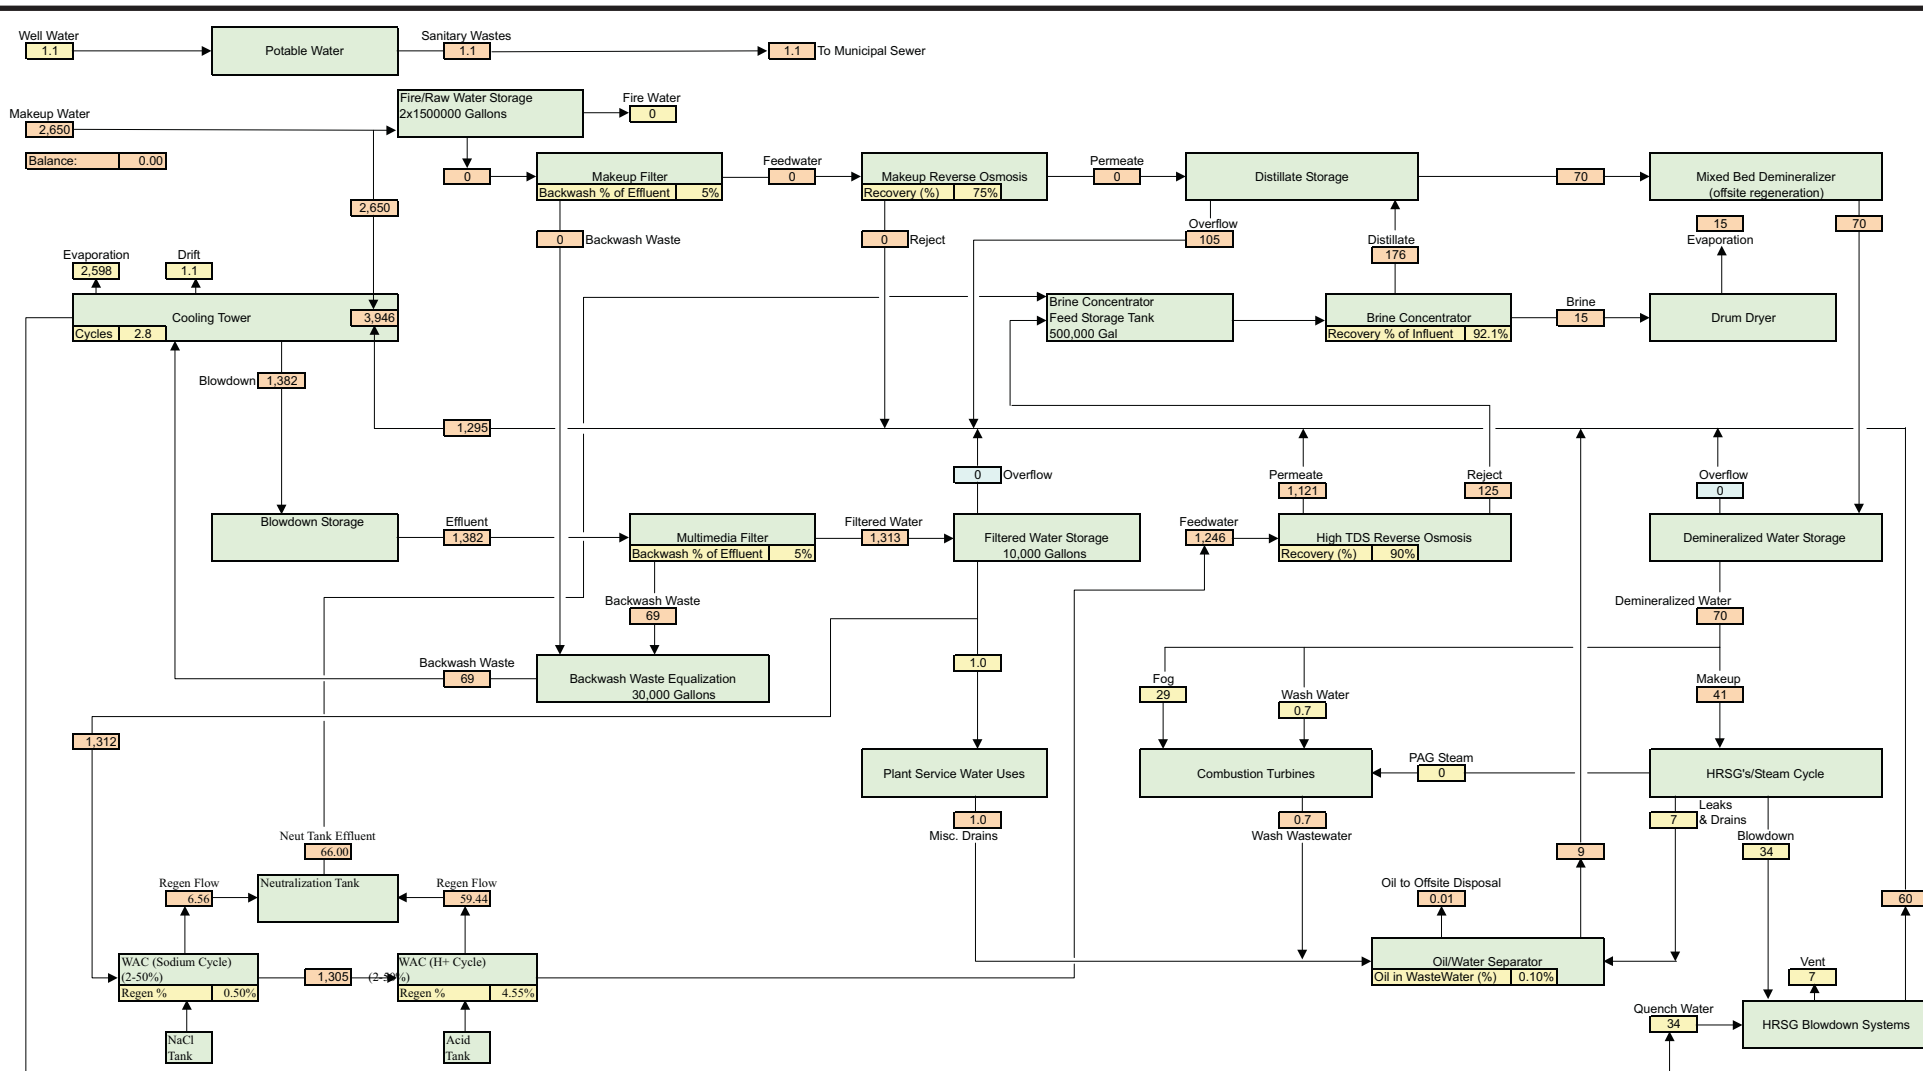 Well Water
1.1
Potable Water
Sanitary Wastes
1.1
1.1 To Municipal Sewer
Makeup Water
2,650
Balance: 0.00
Fire/Raw Water Storage
2x1500000 Gallons
Fire Water
0
0
Makeup Filter
Backwash % of Effluent 5%
Feedwater
0
Makeup Reverse Osmosis
Recovery (%) 75%
Permeate
0
Distillate Storage
70
Mixed Bed Demineralizer
(offsite regeneration)
2,650
0 Backwash Waste
0 Reject
Overflow
105
Distillate
176
15
Evaporation
70
Evaporation
2,598
Drift
1.1
Cooling Tower
3,946
Cycles 2.8
Brine Concentrator
Feed Storage Tank
500,000 Gal
Brine Concentrator
Recovery % of Influent 92.1%
Brine
15
Drum Dryer
Blowdown 1,382
1,295
0 Overflow
Permeate
1,121
Reject
125
Overflow
0
Blowdown Storage
Effluent
1,382
Multimedia Filter
Backwash % of Effluent 5%
Filtered Water
1,313
Filtered Water Storage
10,000 Gallons
Feedwater
1,246
High TDS Reverse Osmosis
Recovery (%) 90%
Demineralized Water Storage
Backwash Waste
69
Demineralized Water
70
Backwash Waste
69
Backwash Waste Equalization
30,000 Gallons
1.0
Fog
29
Wash Water
0.7
Makeup
41
1,312
Plant Service Water Uses
Combustion Turbines
PAG Steam
0
HRSG's/Steam Cycle
1.0
Misc. Drains
0.7
Wash Wastewater
7
Leaks
& Drains
Blowdown
34
Neut Tank Effluent
66.00
9
Regen Flow
6.56
Neutralization Tank
Regen Flow
59.44
Oil to Offsite Disposal
0.01
60
WAC (Sodium Cycle)
(2-50%)
Regen % 0.50%
1,305
WAC (H+ Cycle)
(2-50%)
Regen % 4.55%
Oil/Water Separator
Oil in WasteWater (%) 0.10%
Vent
7
Quench Water
34
HRSG Blowdown Systems
NaCl
Tank
Acid
Tank